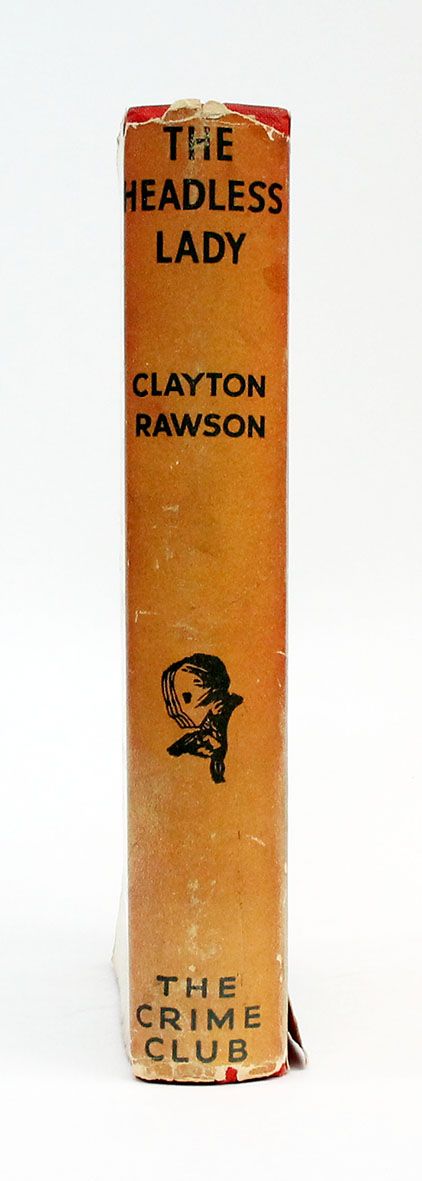 THE
HEADLESS
LADY
CLAYTON
RAWSON
THE
CRIME
CLUB